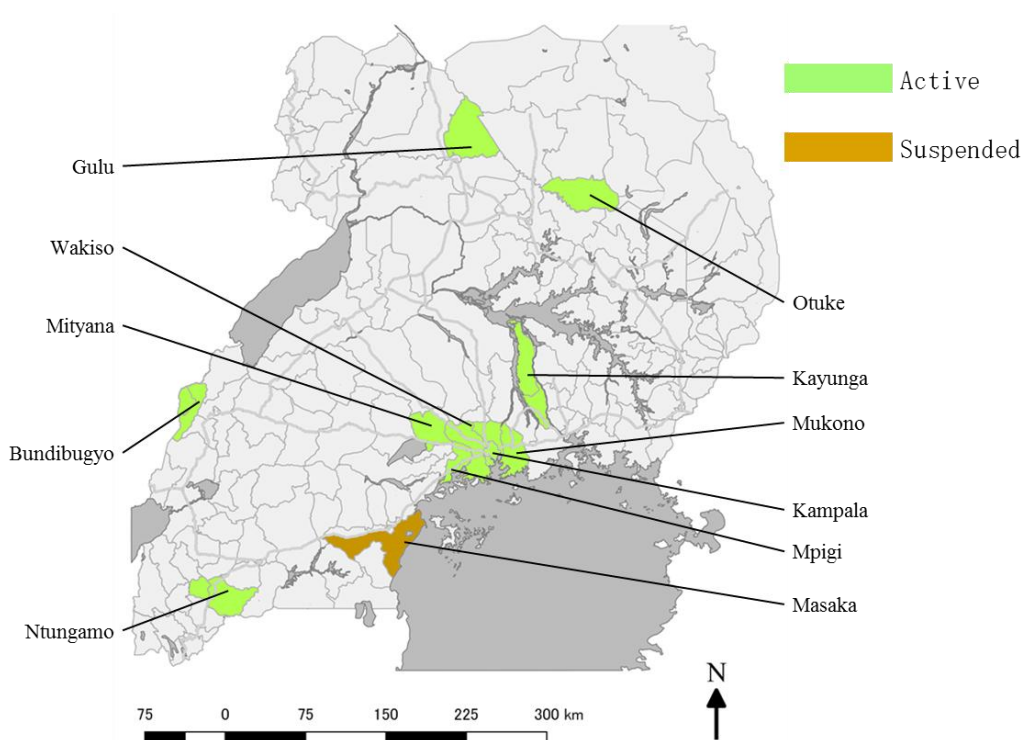 Active
Suspended
Gulu
Wakiso
Mityana
Bundibugyo
Ntungamo
Otuke
Kayunga
Mukono
Kampala
Mpigi
Masaka
N
75 0 75 150 225 300 km